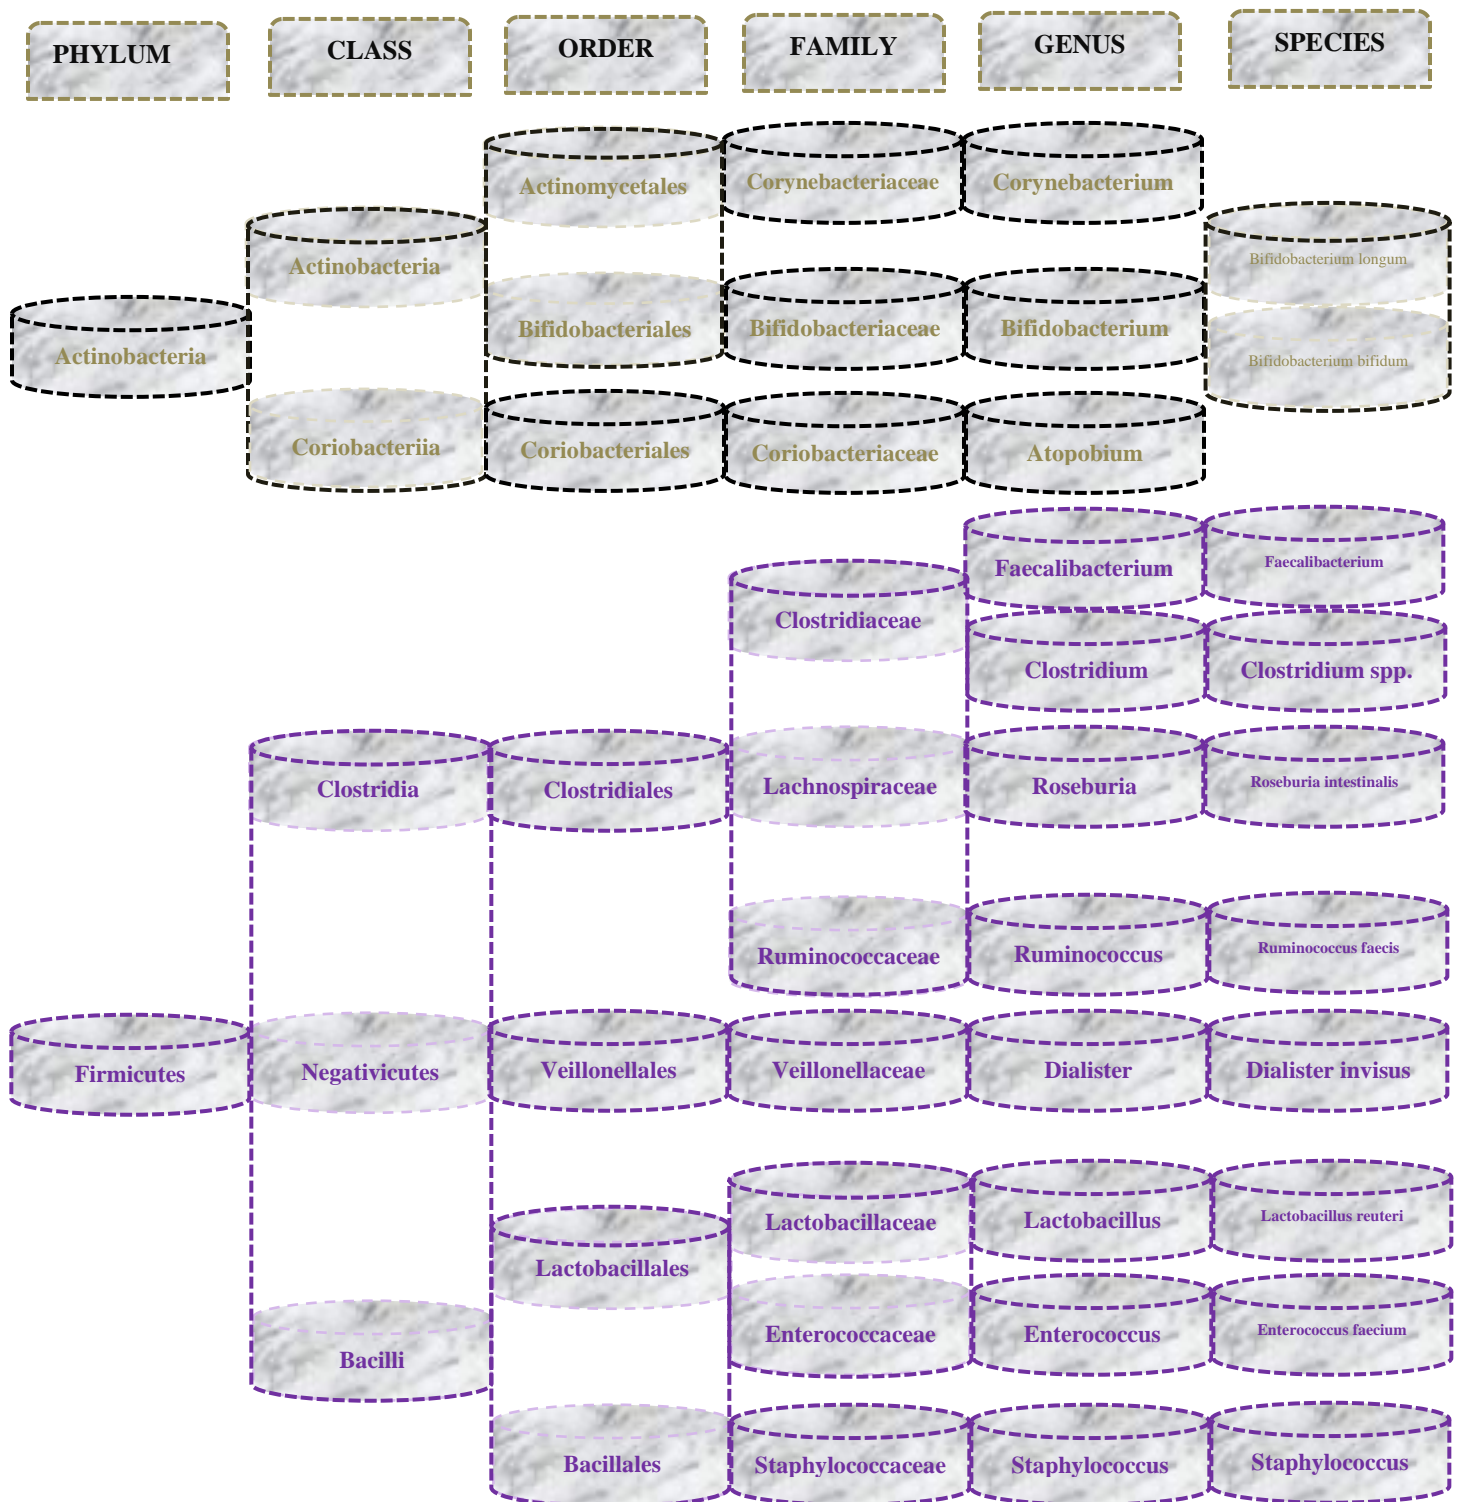 PHYLUM
CLASS
ORDER
FAMILY
GENUS
SPECIES
Actinomycetales
Corynebacteriaceae
Corynebacterium
Actinobacteria
Bifidobacterium longum
Bifidobacteriales
Bifidobacteriaceae
Bifidobacterium
Actinobacteria
Bifidobacterium bifidum
Coriobacteriia
Coriobacteriales
Coriobacteriaceae
Atopobium
Faecalibacterium
Faecalibacterium
Clostridiaceae
Clostridium
Clostridium spp.
Clostridia
Clostridiales
Lachnospiraceae
Roseburia
Roseburia intestinalis
Ruminococcaceae
Ruminococcus
Ruminococcus faecis
Firmicutes
Negativicutes
Veillonellales
Veillonellaceae
Dialister
Dialister invisus
Lactobacillaceae
Lactobacillus
Lactobacillus reuteri
Lactobacillales
Enterococcaceae
Enterococcus
Enterococcus faecium
Bacilli
Bacillales
Staphylococcaceae
Staphylococcus
Staphylococcus